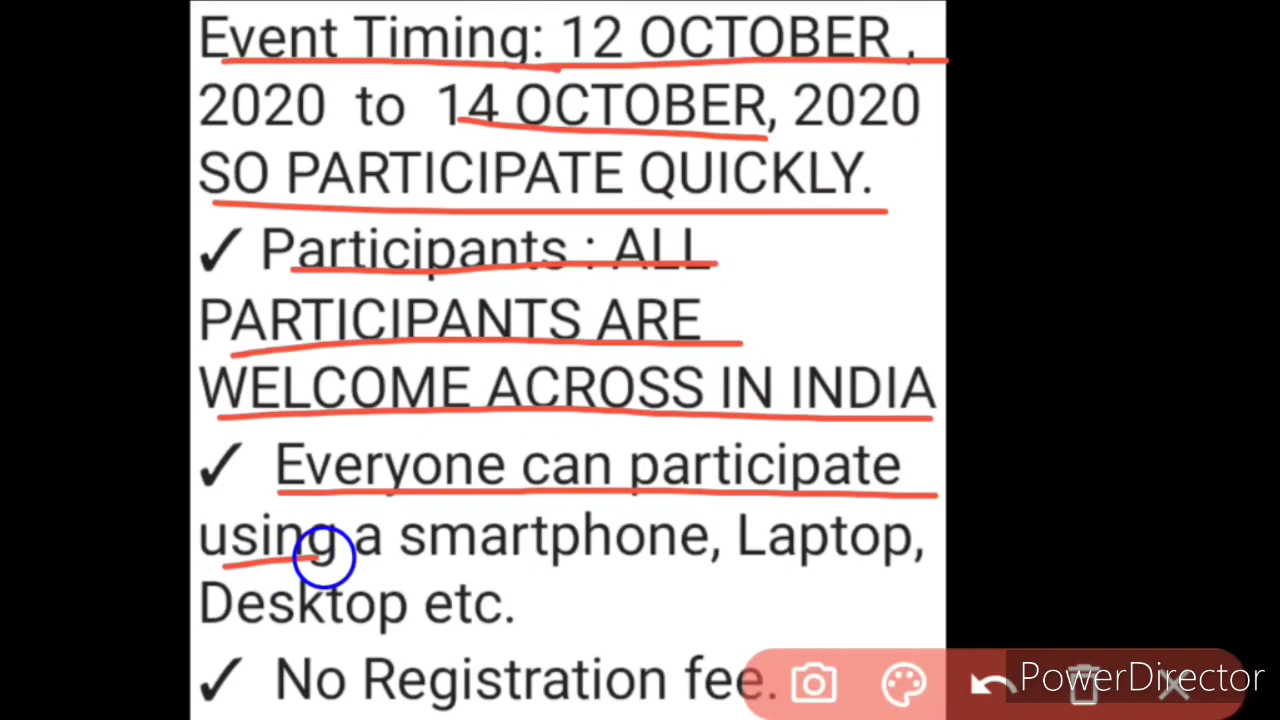 Event Timing: 12 OCTOBER ,
2020 to 14 OCTOBER, 2020
SO PARTICIPATE QUICKLY.
✓ Participants : ALL
PARTICIPANTS ARE
WELCOME ACROSS IN INDIA
✓ Everyone can participate
using a smartphone, Laptop,
Desktop etc.
✓ No Registration fee.
PowerDirector